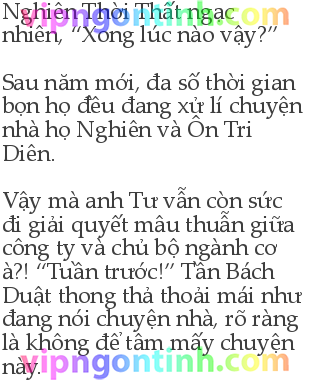 Nghiên Thời Thất ngạc
nhiên, “Xong lúc nào vậy?”
vipngontinh.com
Sau năm mới, đa số thời gian
bọn họ đều đang xử lí chuyện
nhà họ Nghiên và Ôn Tri
Diên.
Vậy mà anh Tư vẫn còn sức
đi giải quyết mâu thuẫn giữa
công ty và chủ bộ ngành cơ
à?! “Tuần trước!” Tần Bách
Duật thong thả thoải mái như
đang nói chuyện nhà, rõ ràng
là không để tâm mấy chuyện
này.
vipngontinh.com